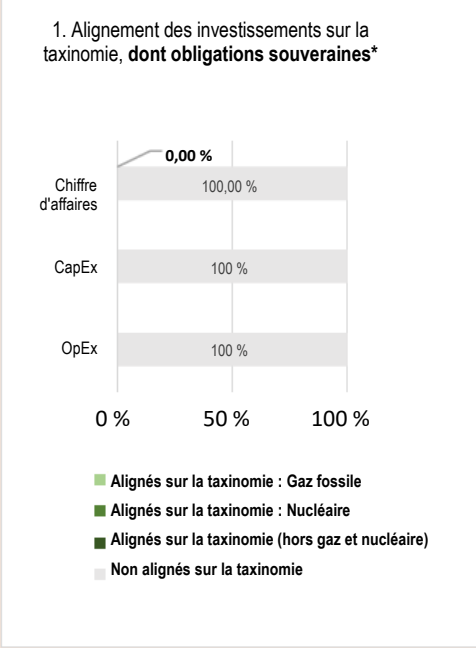 1. Alignement des investissements sur la
taxinomie, dont obligations souveraines*
0,00 %
Chiffre
d'affaires
100,00 %
CapEx
100 %
OpEx
100 %
0 %
50 %
100 %
Alignés sur la taxinomie : Gaz fossile
Alignés sur la taxinomie : Nucléaire
Alignés sur la taxinomie (hors gaz et nucléaire)
Non alignés sur la taxinomie